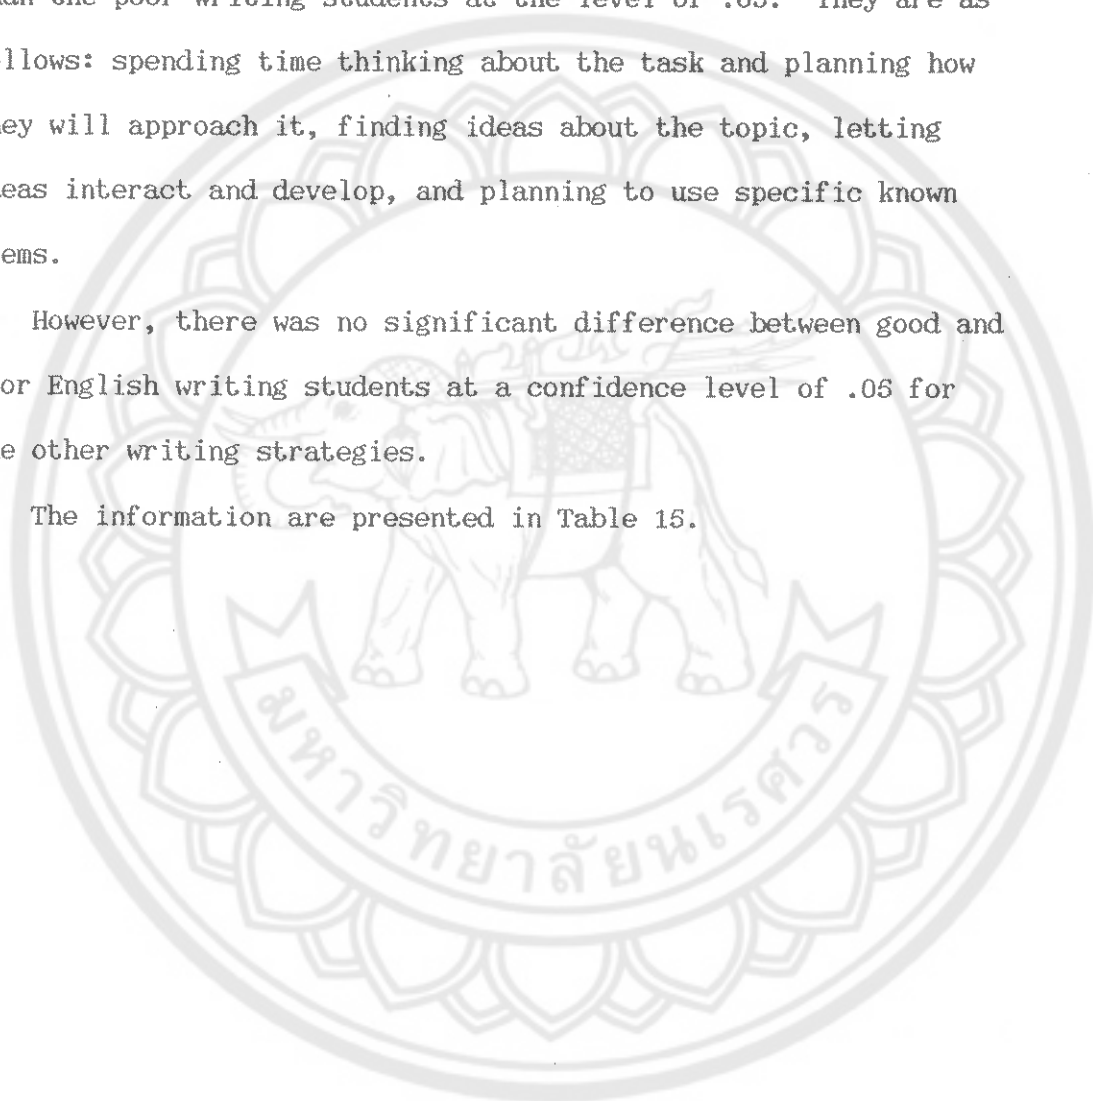 an the poor writing students at the level of .05. They are as
llows: spending time thinking about the task and planning how
ey will approach it, finding ideas about the topic, letting
eas interact and develop, and planning to use specific known
ems.
However, there was no significant difference between good and
or English writing students at a confidence level of .05 for
e other writing strategies.
The information are presented in Table 15.
มหาวิทยาลัยนเรศวร